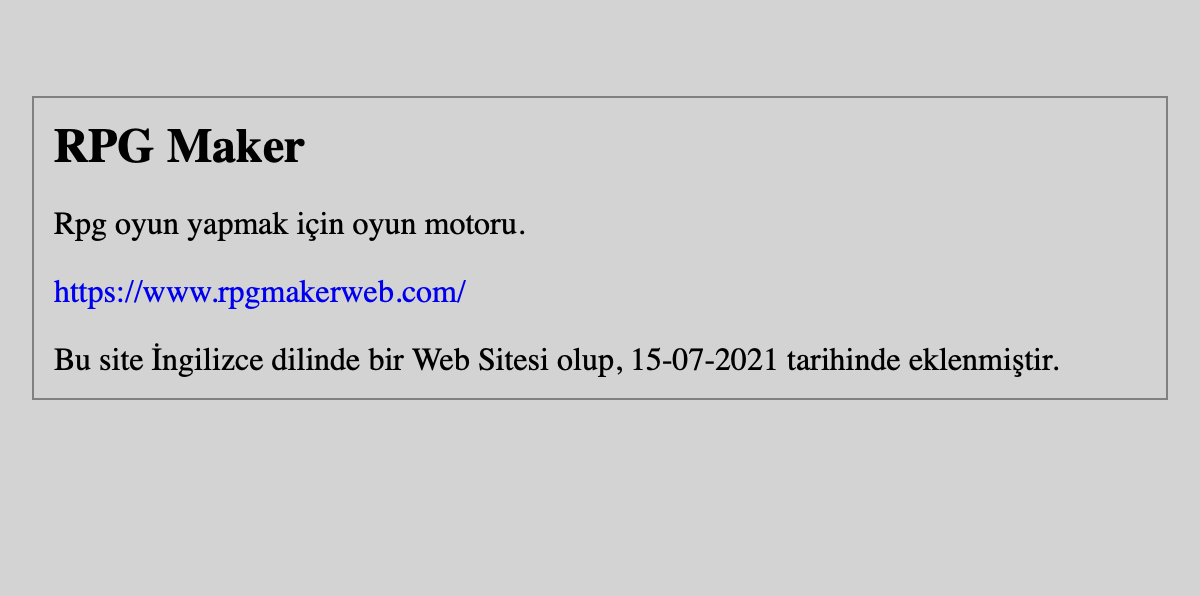 RPG Maker
Rpg oyun yapmak için oyun motoru.
https://www.rpgmakerweb.com/
Bu site İngilizce dilinde bir Web Sitesi olup, 15-07-2021 tarihinde eklenmiştir.